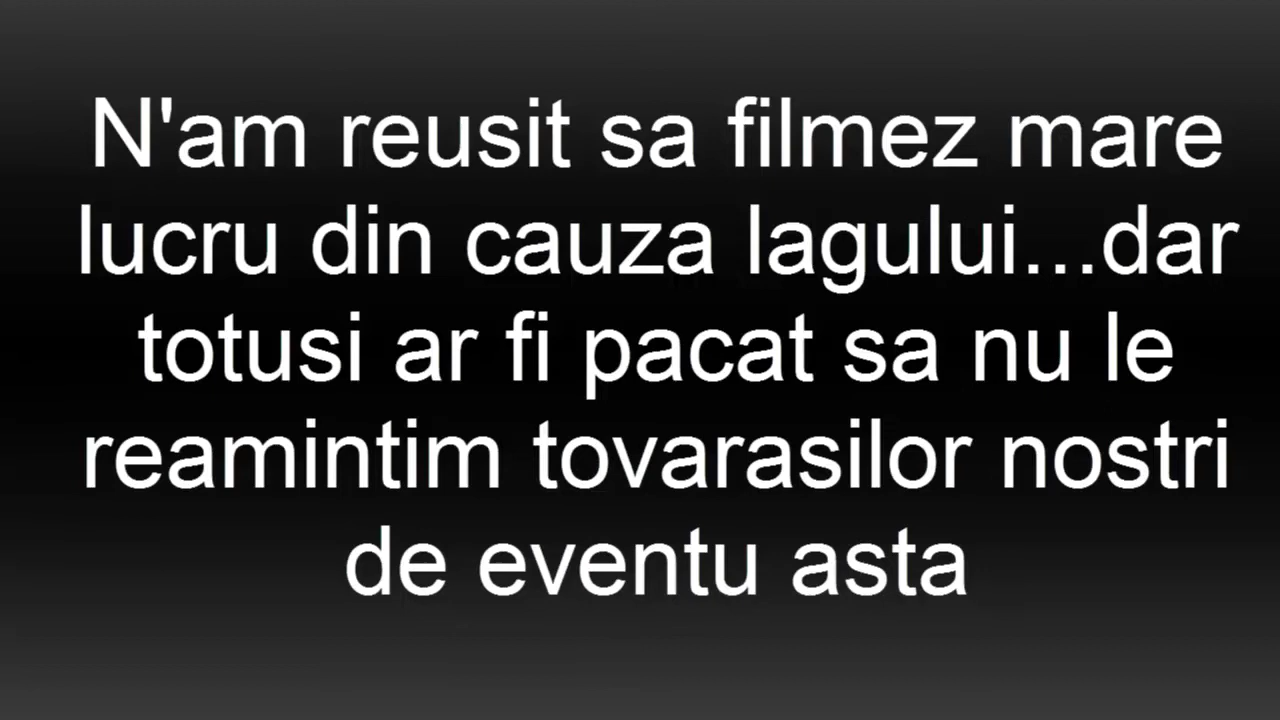 N'am reusit sa filmez mare
lucru din cauza lagului...dar
totusi ar fi pacat sa nu le
reamintim tovarasilor nostri
de eventu asta